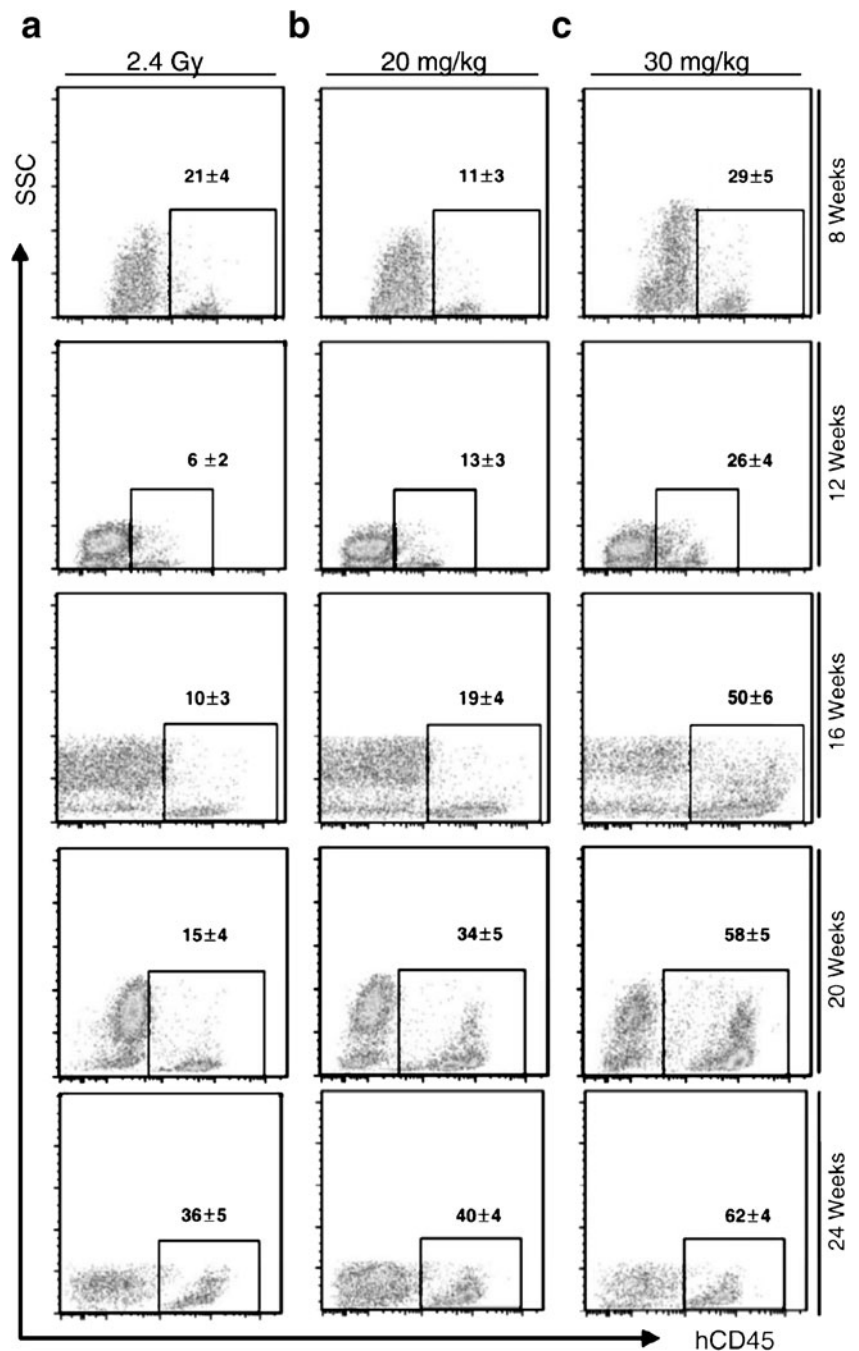 a b c
2.4 Gy 20 mg/kg 30 mg/kg
SSC
21±4 11±3 29±5
8 Weeks
6 ±2 13±3 26±4
12 Weeks
10±3 19±4 50±6
16 Weeks
15±4 34±5 58±5
20 Weeks
36±5 40±4 62±4
24 Weeks
hCD45